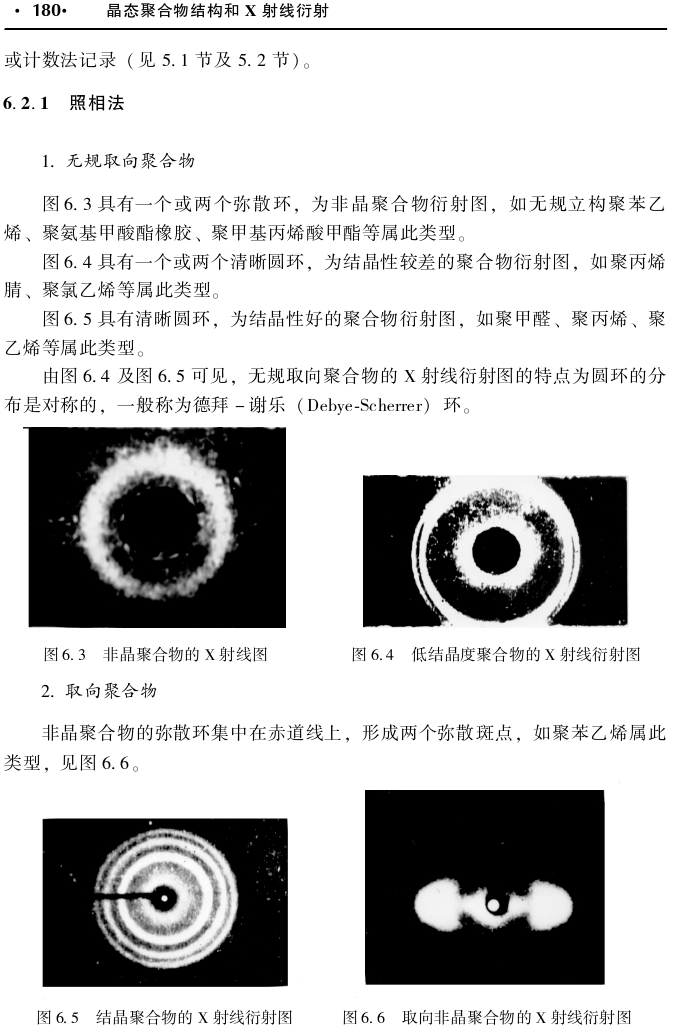 · 180· 晶态聚合物结构和 X 射线衍射
或计数法记录（见 5. 1 节及 5. 2 节）。
6. 2. 1 照相法
1. 无规取向聚合物
图 6. 3 具有一个或两个弥散环，为非晶聚合物衍射图，如无规立构聚苯乙
烯、聚氨基甲酸酯橡胶、聚甲基丙烯酸甲酯等属此类型。
图 6. 4 具有一个或两个清晰圆环，为结晶性较差的聚合物衍射图，如聚丙烯
腈、聚氯乙烯等属此类型。
图 6. 5 具有清晰圆环，为结晶性好的聚合物衍射图，如聚甲醛、聚丙烯、聚
乙烯等属此类型。
由图 6. 4 及图 6. 5 可见，无规取向聚合物的 X 射线衍射图的特点为圆环的分
布是对称的，一般称为德拜 – 谢乐（Debye-Scherrer）环。
图 6. 3 非晶聚合物的 X 射线图
图 6. 4 低结晶度聚合物的 X 射线衍射图
2. 取向聚合物
非晶聚合物的弥散环集中在赤道线上，形成两个弥散斑点，如聚苯乙烯属此
类型，见图 6. 6。
图 6. 5 结晶聚合物的 X 射线衍射图
图 6. 6 取向非晶聚合物的 X 射线衍射图